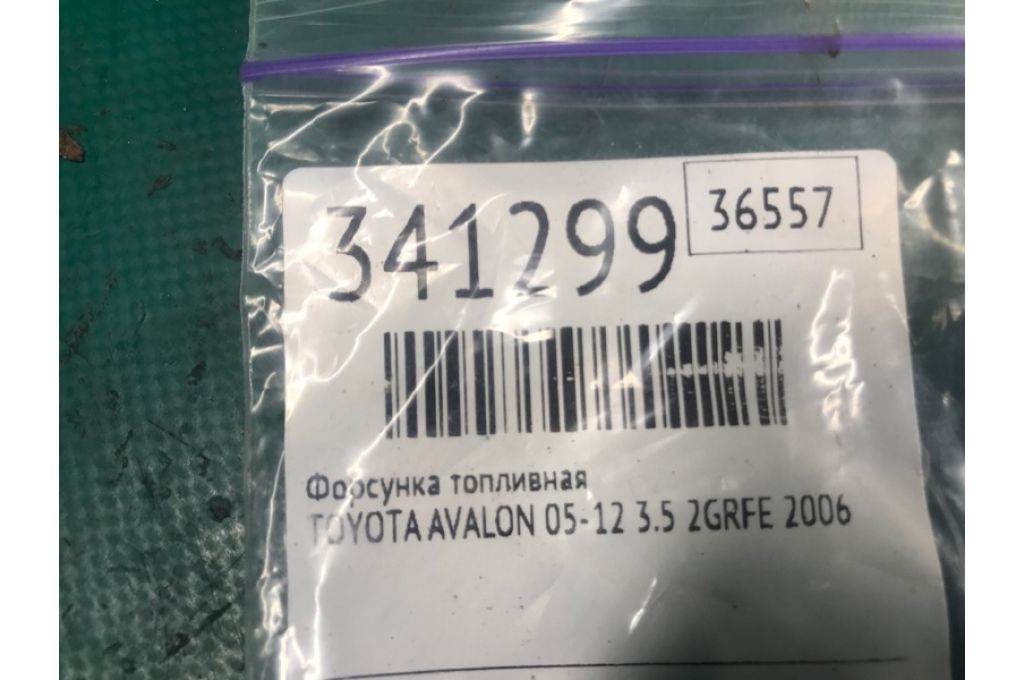 341299
36557
Форсунка топливная
TOYOTA AVALON 05-12 3.5 2GRFE 2006